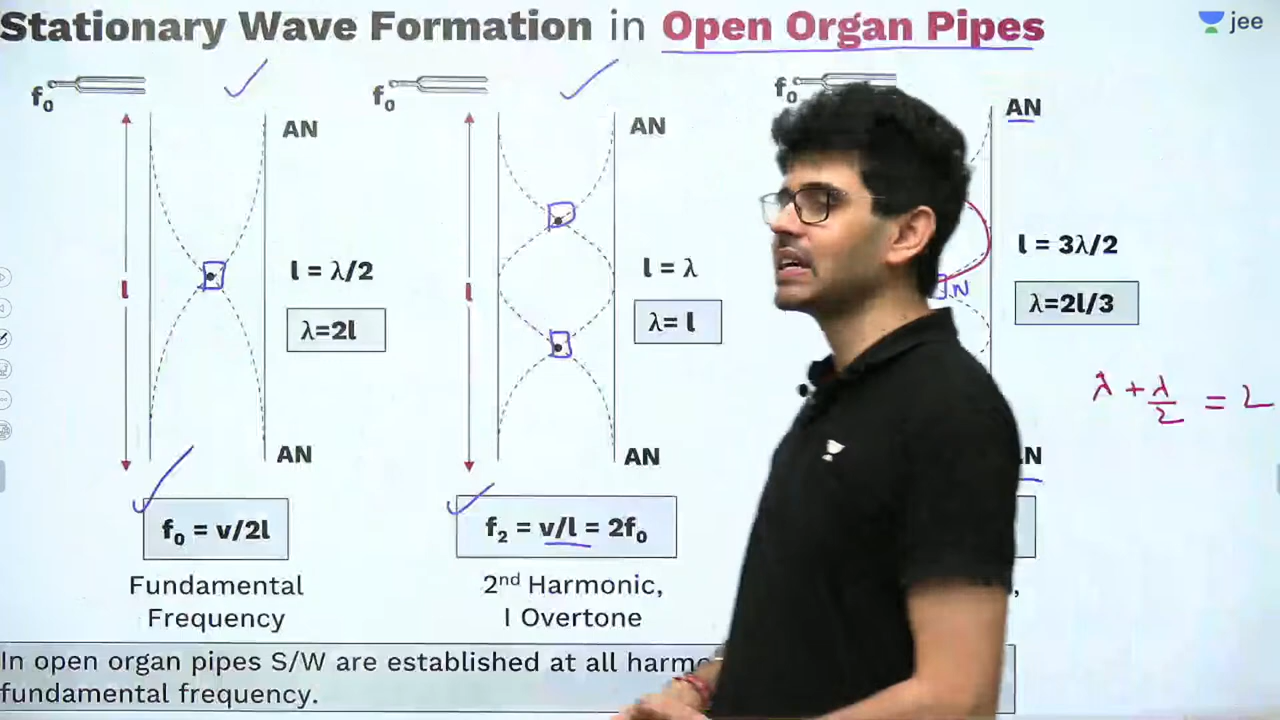 Stationary Wave Formation in Open Organ Pipes
jee
f₀
AN
l
l = λ/2
λ=2l
AN
f₀ = v/2l
Fundamental
Frequency
f₀
AN
l
l = λ
λ= l
AN
f₂ = v/l = 2f₀
2nd Harmonic,
I Overtone
f₀
AN
N
l = 3λ/2
λ=2l/3
λ + λ/2 = L
In open organ pipes S/W are established at all
fundamental frequency.